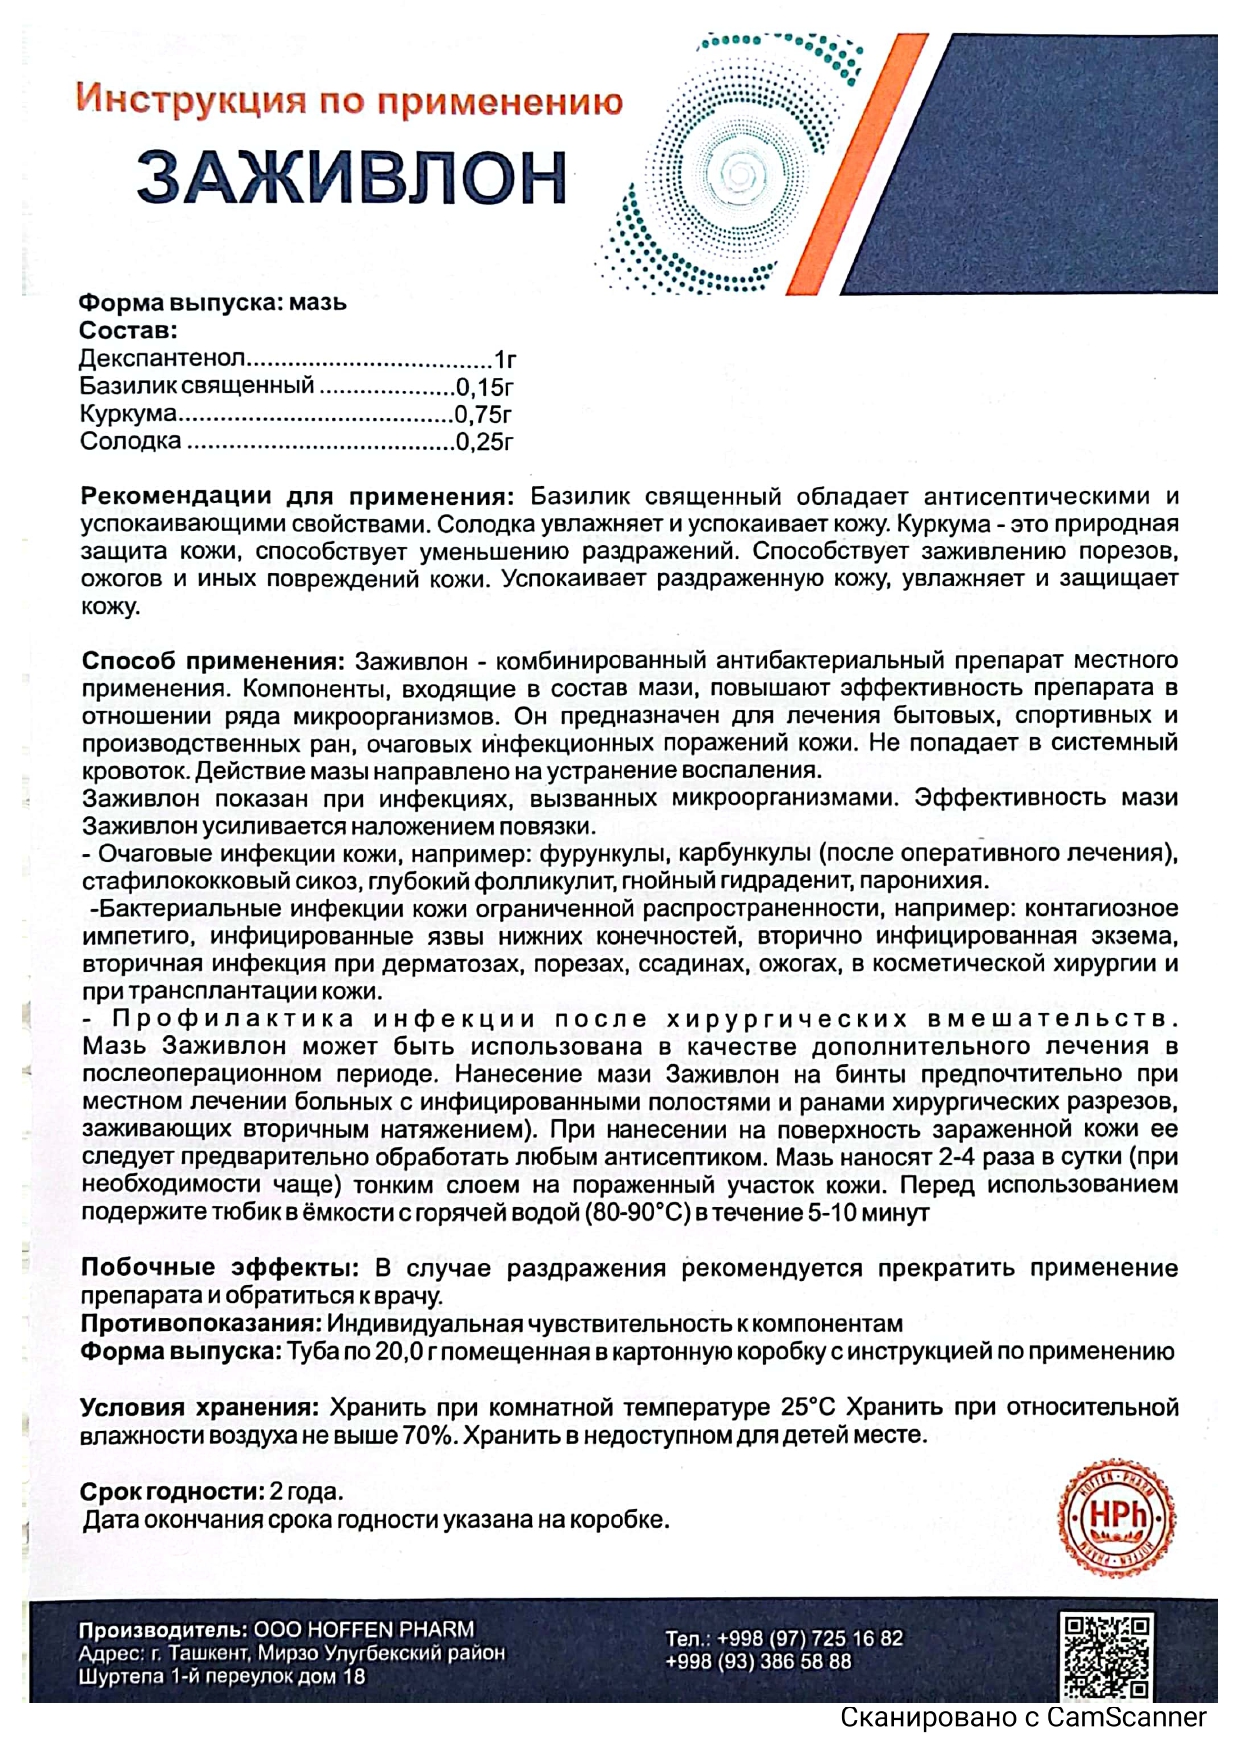 Инструкция по применению
ЗАЖИВЛОН
Форма выпуска: мазь
Состав:
Декспантенол...................................1г
Базилик священный ...................0,15г
Куркума.......................................0,75г
Солодка ......................................0,25г
Рекомендации для применения: Базилик священный обладает антисептическими и
успокаивающими свойствами. Солодка увлажняет и успокаивает кожу. Куркума - это природная
защита кожи, способствует уменьшению раздражений. Способствует заживлению порезов,
ожогов и иных повреждений кожи. Успокаивает раздраженную кожу, увлажняет и защищает
кожу.
Способ применения: Заживлон - комбинированный антибактериальный препарат местного
применения. Компоненты, входящие в состав мази, повышают эффективность препарата в
отношении ряда микроорганизмов. Он предназначен для лечения бытовых, спортивных и
производственных ран, очаговых инфекционных поражений кожи. Не попадает в системный
кровоток. Действие мазы направлено на устранение воспаления.
Заживлон показан при инфекциях, вызванных микроорганизмами. Эффективность мази
Заживлон усиливается наложением повязки.
- Очаговые инфекции кожи, например: фурункулы, карбункулы (после оперативного лечения),
стафилококковый сикоз, глубокий фолликулит, гнойный гидраденит, паронихия.
-Бактериальные инфекции кожи ограниченной распространенности, например: контагиозное
импетиго, инфицированные язвы нижних конечностей, вторично инфицированная экзема,
вторичная инфекция при дерматозах, порезах, ссадинах, ожогах, в косметической хирургии и
при трансплантации кожи.
- Профилактика инфекции после хирургических вмешательств.
Мазь Заживлон может быть использована в качестве дополнительного лечения в
послеоперационном периоде. Нанесение мази Заживлон на бинты предпочтительно при
местном лечении больных с инфицированными полостями и ранами хирургических разрезов,
заживающих вторичным натяжением). При нанесении на поверхность зараженной кожи ее
следует предварительно обработать любым антисептиком. Мазь наносят 2-4 раза в сутки (при
необходимости чаще) тонким слоем на пораженный участок кожи. Перед использованием
подержите тюбик в ёмкости с горячей водой (80-90°С) в течение 5-10 минут
Побочные эффекты: В случае раздражения рекомендуется прекратить применение
препарата и обратиться к врачу.
Противопоказания: Индивидуальная чувствительность к компонентам
Форма выпуска: Туба по 20,0 г помещенная в картонную коробку с инструкцией по применению
Условия хранения: Хранить при комнатной температуре 25°С Хранить при относительной
влажности воздуха не выше 70%. Хранить в недоступном для детей месте.
Срок годности: 2 года.
Дата окончания срока годности указана на коробке.
HOFFEN - PHARM
HPh
HOFFEN - PHARM
Производитель: ООО HOFFEN PHARM
Адрес: г. Ташкент, Мирзо Улугбекский район
Шуртепа 1-й переулок дом 18
Тел.: +998 (97) 725 16 82
+998 (93) 386 58 88
Сканировано с CamScanner